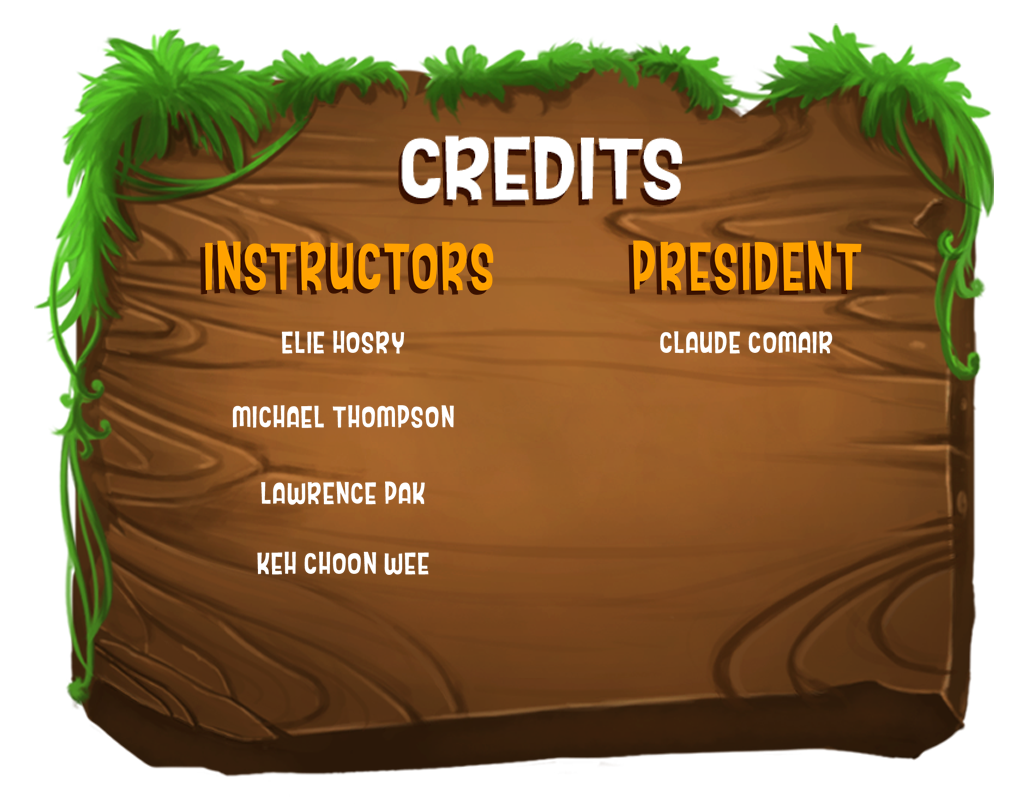 CREDITS
INSTRUCTORS
ELIE HOSRY
MICHAEL THOMPSON
LAWRENCE PAK
KEH CHOON WEE
PRESIDENT
CLAUDE COMAIR